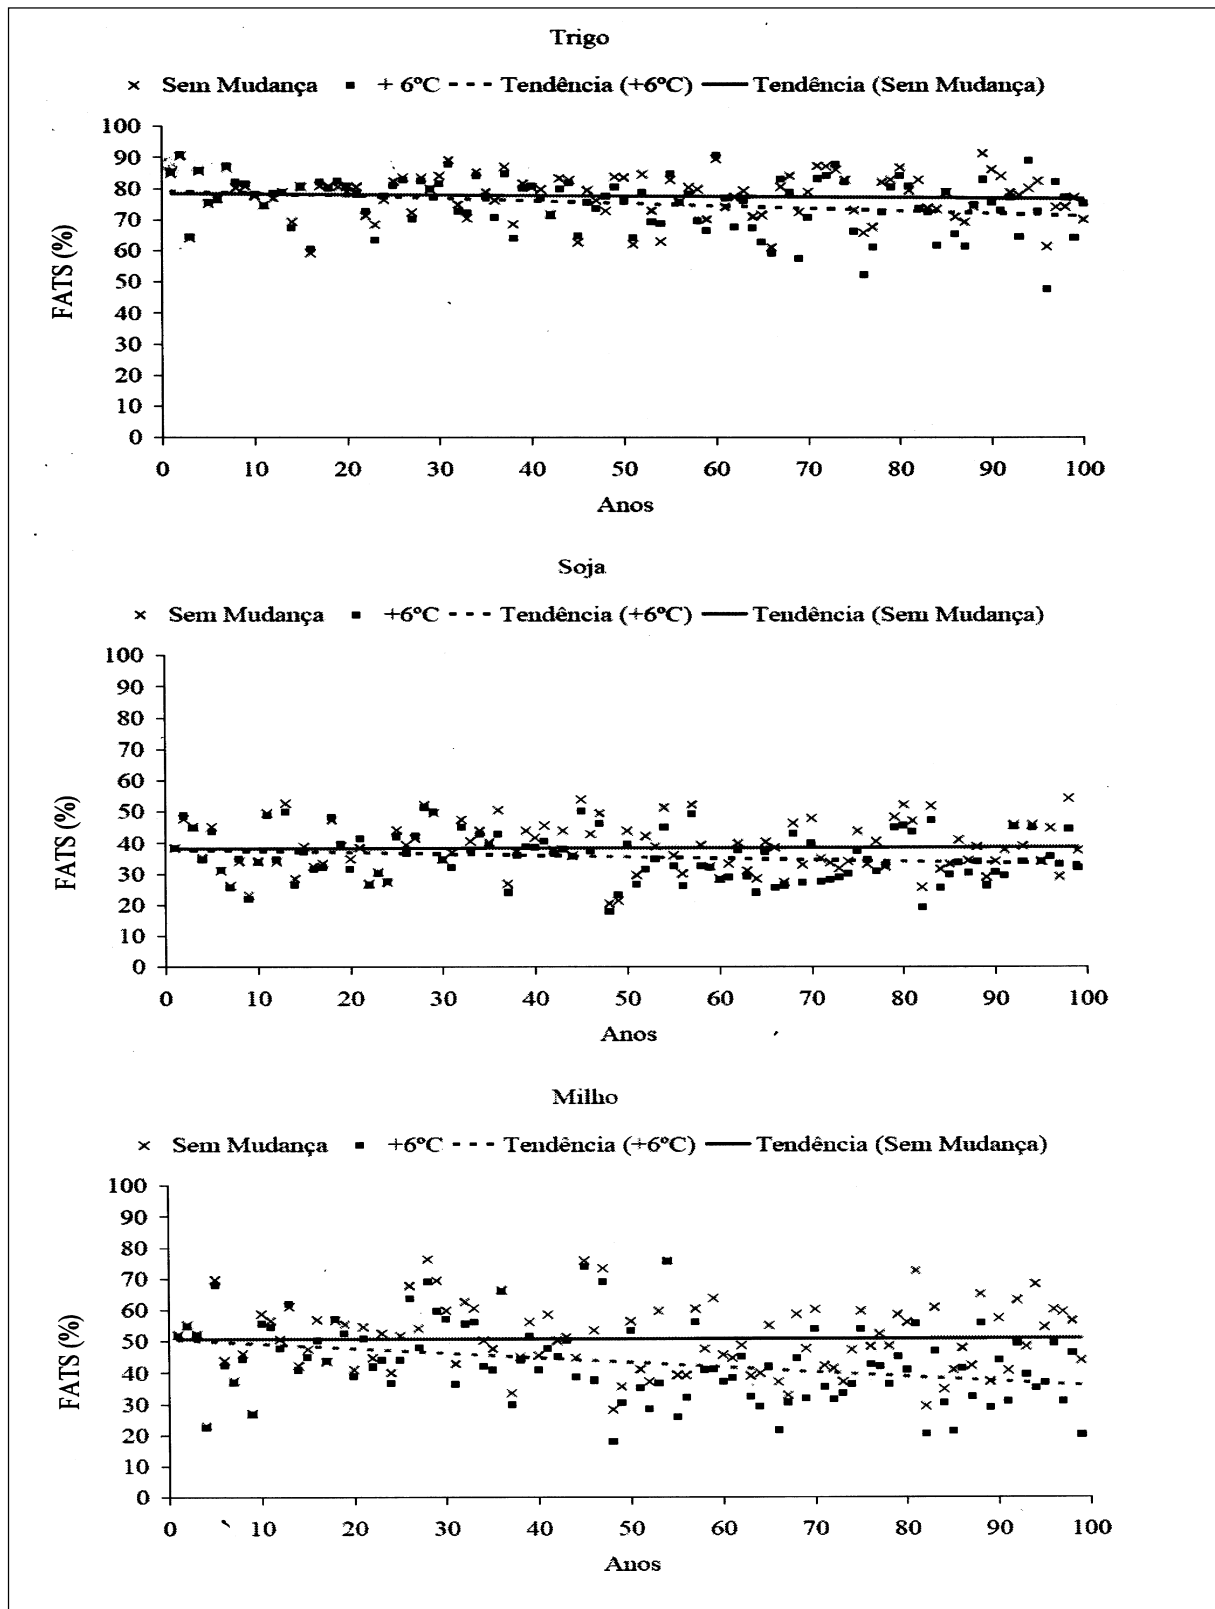 Trigo
× Sem Mudança ■ + 6ºC - - - - Tendência (+6ºC) —— Tendência (Sem Mudança)
100
90
80
70
60
50
40
30
20
10
0
FATS (%)
0 10 20 30 40 50 60 70 80 90 100
Anos
Soja
× Sem Mudança ■ +6ºC - - - - Tendência (+6ºC) —— Tendência (Sem Mudança)
100
90
80
70
60
50
40
30
20
10
0
FATS (%)
0 10 20 30 40 50 60 70 80 90 100
Anos
Milho
× Sem Mudança ■ +6ºC - - - - Tendência (+6ºC) —— Tendência (Sem Mudança)
100
90
80
70
60
50
40
30
20
10
0
FATS (%)
0 10 20 30 40 50 60 70 80 90 100
Anos